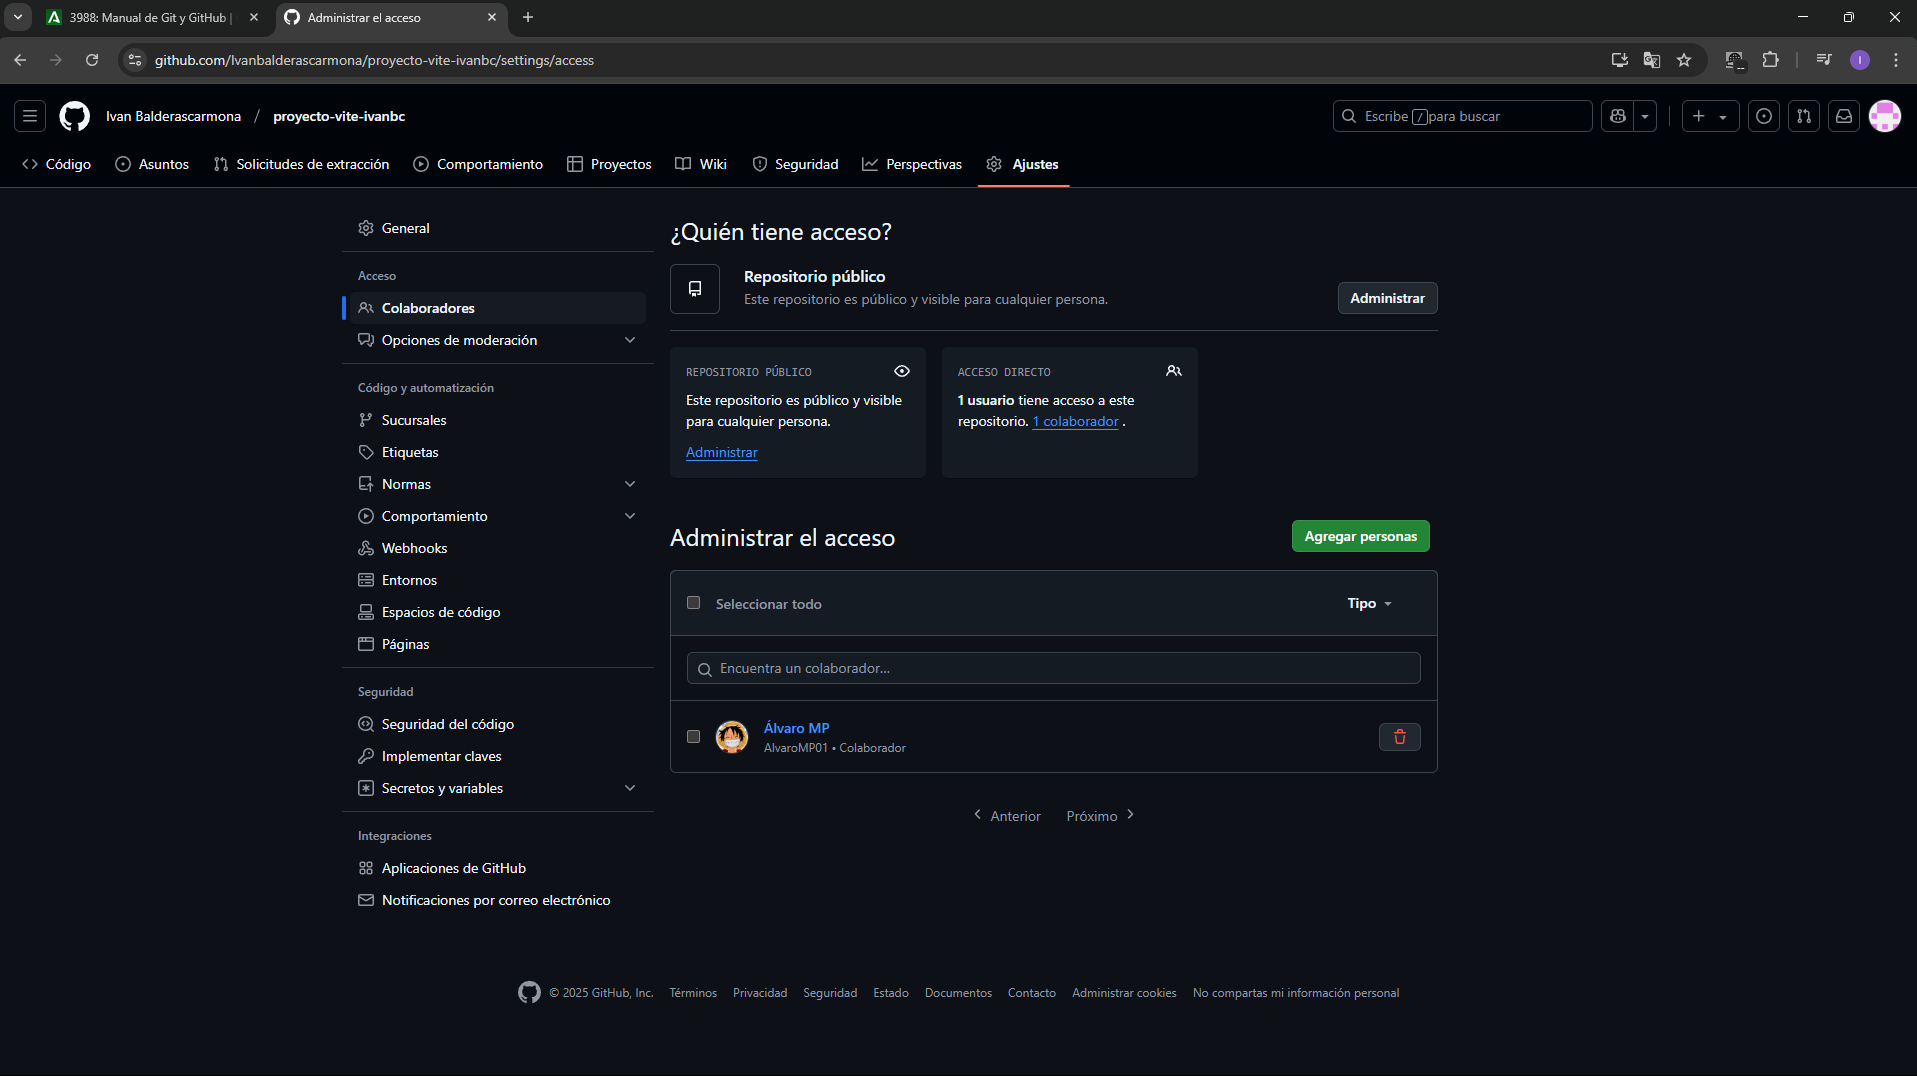 3988: Manual de Git y GitHub |
Administrar el acceso
github.com/Ivanbalderascarmona/proyecto-vite-ivanbc/settings/access
I
Ivan Balderascarmona / proyecto-vite-ivanbc
Escribe / para buscar
Código
Asuntos
Solicitudes de extracción
Comportamiento
Proyectos
Wiki
Seguridad
Perspectivas
Ajustes
General
Acceso
Colaboradores
Opciones de moderación
Código y automatización
Sucursales
Etiquetas
Normas
Comportamiento
Webhooks
Entornos
Espacios de código
Páginas
Seguridad
Seguridad del código
Implementar claves
Secretos y variables
Integraciones
Aplicaciones de GitHub
Notificaciones por correo electrónico
¿Quién tiene acceso?
Repositorio público
Este repositorio es público y visible para cualquier persona.
Administrar
REPOSITORIO PÚBLICO
Este repositorio es público y visible
para cualquier persona.
Administrar
ACCESO DIRECTO
1 usuario tiene acceso a este
repositorio. 1 colaborador .
Administrar el acceso
Agregar personas
Seleccionar todo
Tipo
Encuentra un colaborador...
Álvaro MP
AlvaroMP01 • Colaborador
Anterior
Próximo
© 2025 GitHub, Inc.
Términos
Privacidad
Seguridad
Estado
Documentos
Contacto
Administrar cookies
No compartas mi información personal